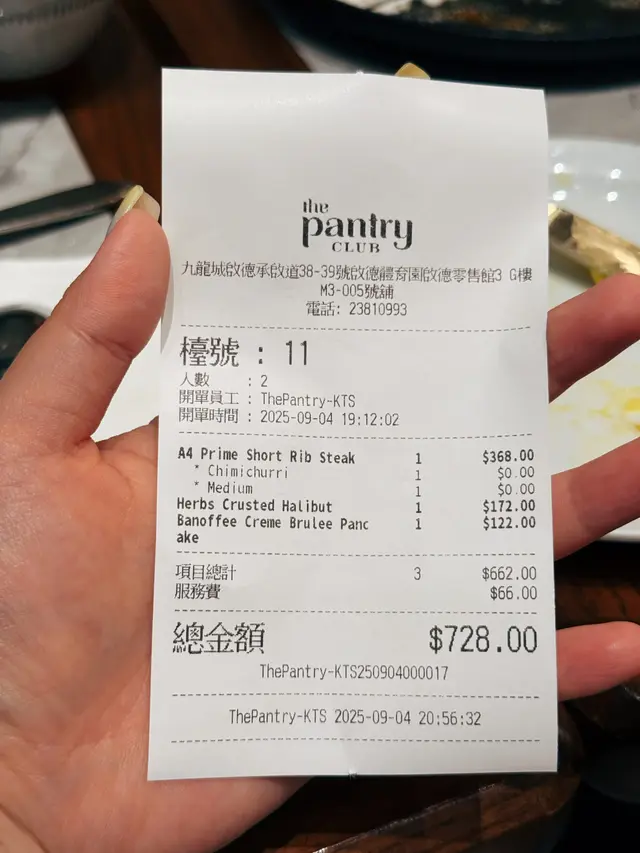 the
pantry
CLUB
九龍城啟德承啟道38-39號啟德體育園啟德零售館3 G樓
M3-005號舖
電話: 23810993
檯號 : 11
人數 : 2
開單員工 : ThePantry-KTS
開單時間 : 2025-09-04 19:12:02
A4 Prime Short Rib Steak 1 $368.00
* Chimichurri 1 $0.00
* Medium 1 $0.00
Herbs Crusted Halibut 1 $172.00
Banoffee Creme Brulee Panc 1 $122.00
ake
項目總計 3 $662.00
服務費 $66.00
總金額 $728.00
ThePantry-KTS250904000017
ThePantry-KTS 2025-09-04 20:56:32